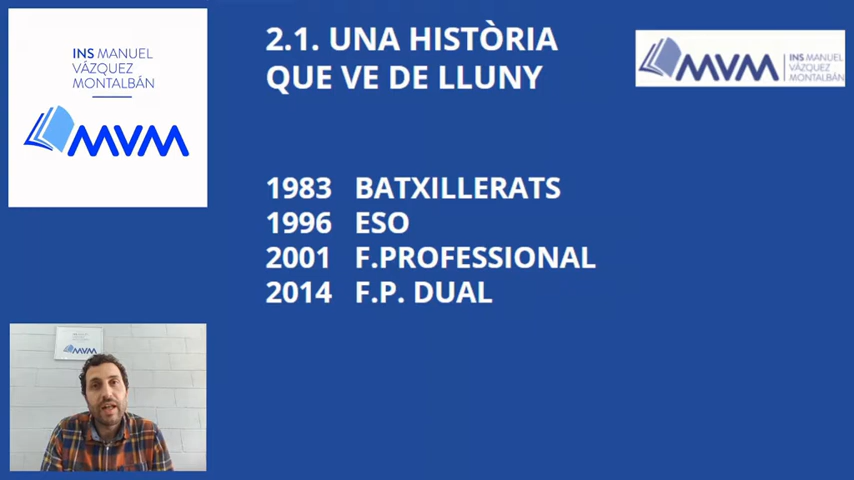 INS MANUEL
VÁZQUEZ
MONTALBÁN
MVM
2.1. UNA HISTÒRIA
QUE VE DE LLUNY
MVM
INS MANUEL
VÁZQUEZ
MONTALBÁN
1983 BATXILLERATS
1996 ESO
2001 F.PROFESSIONAL
2014 F.P. DUAL
MVM